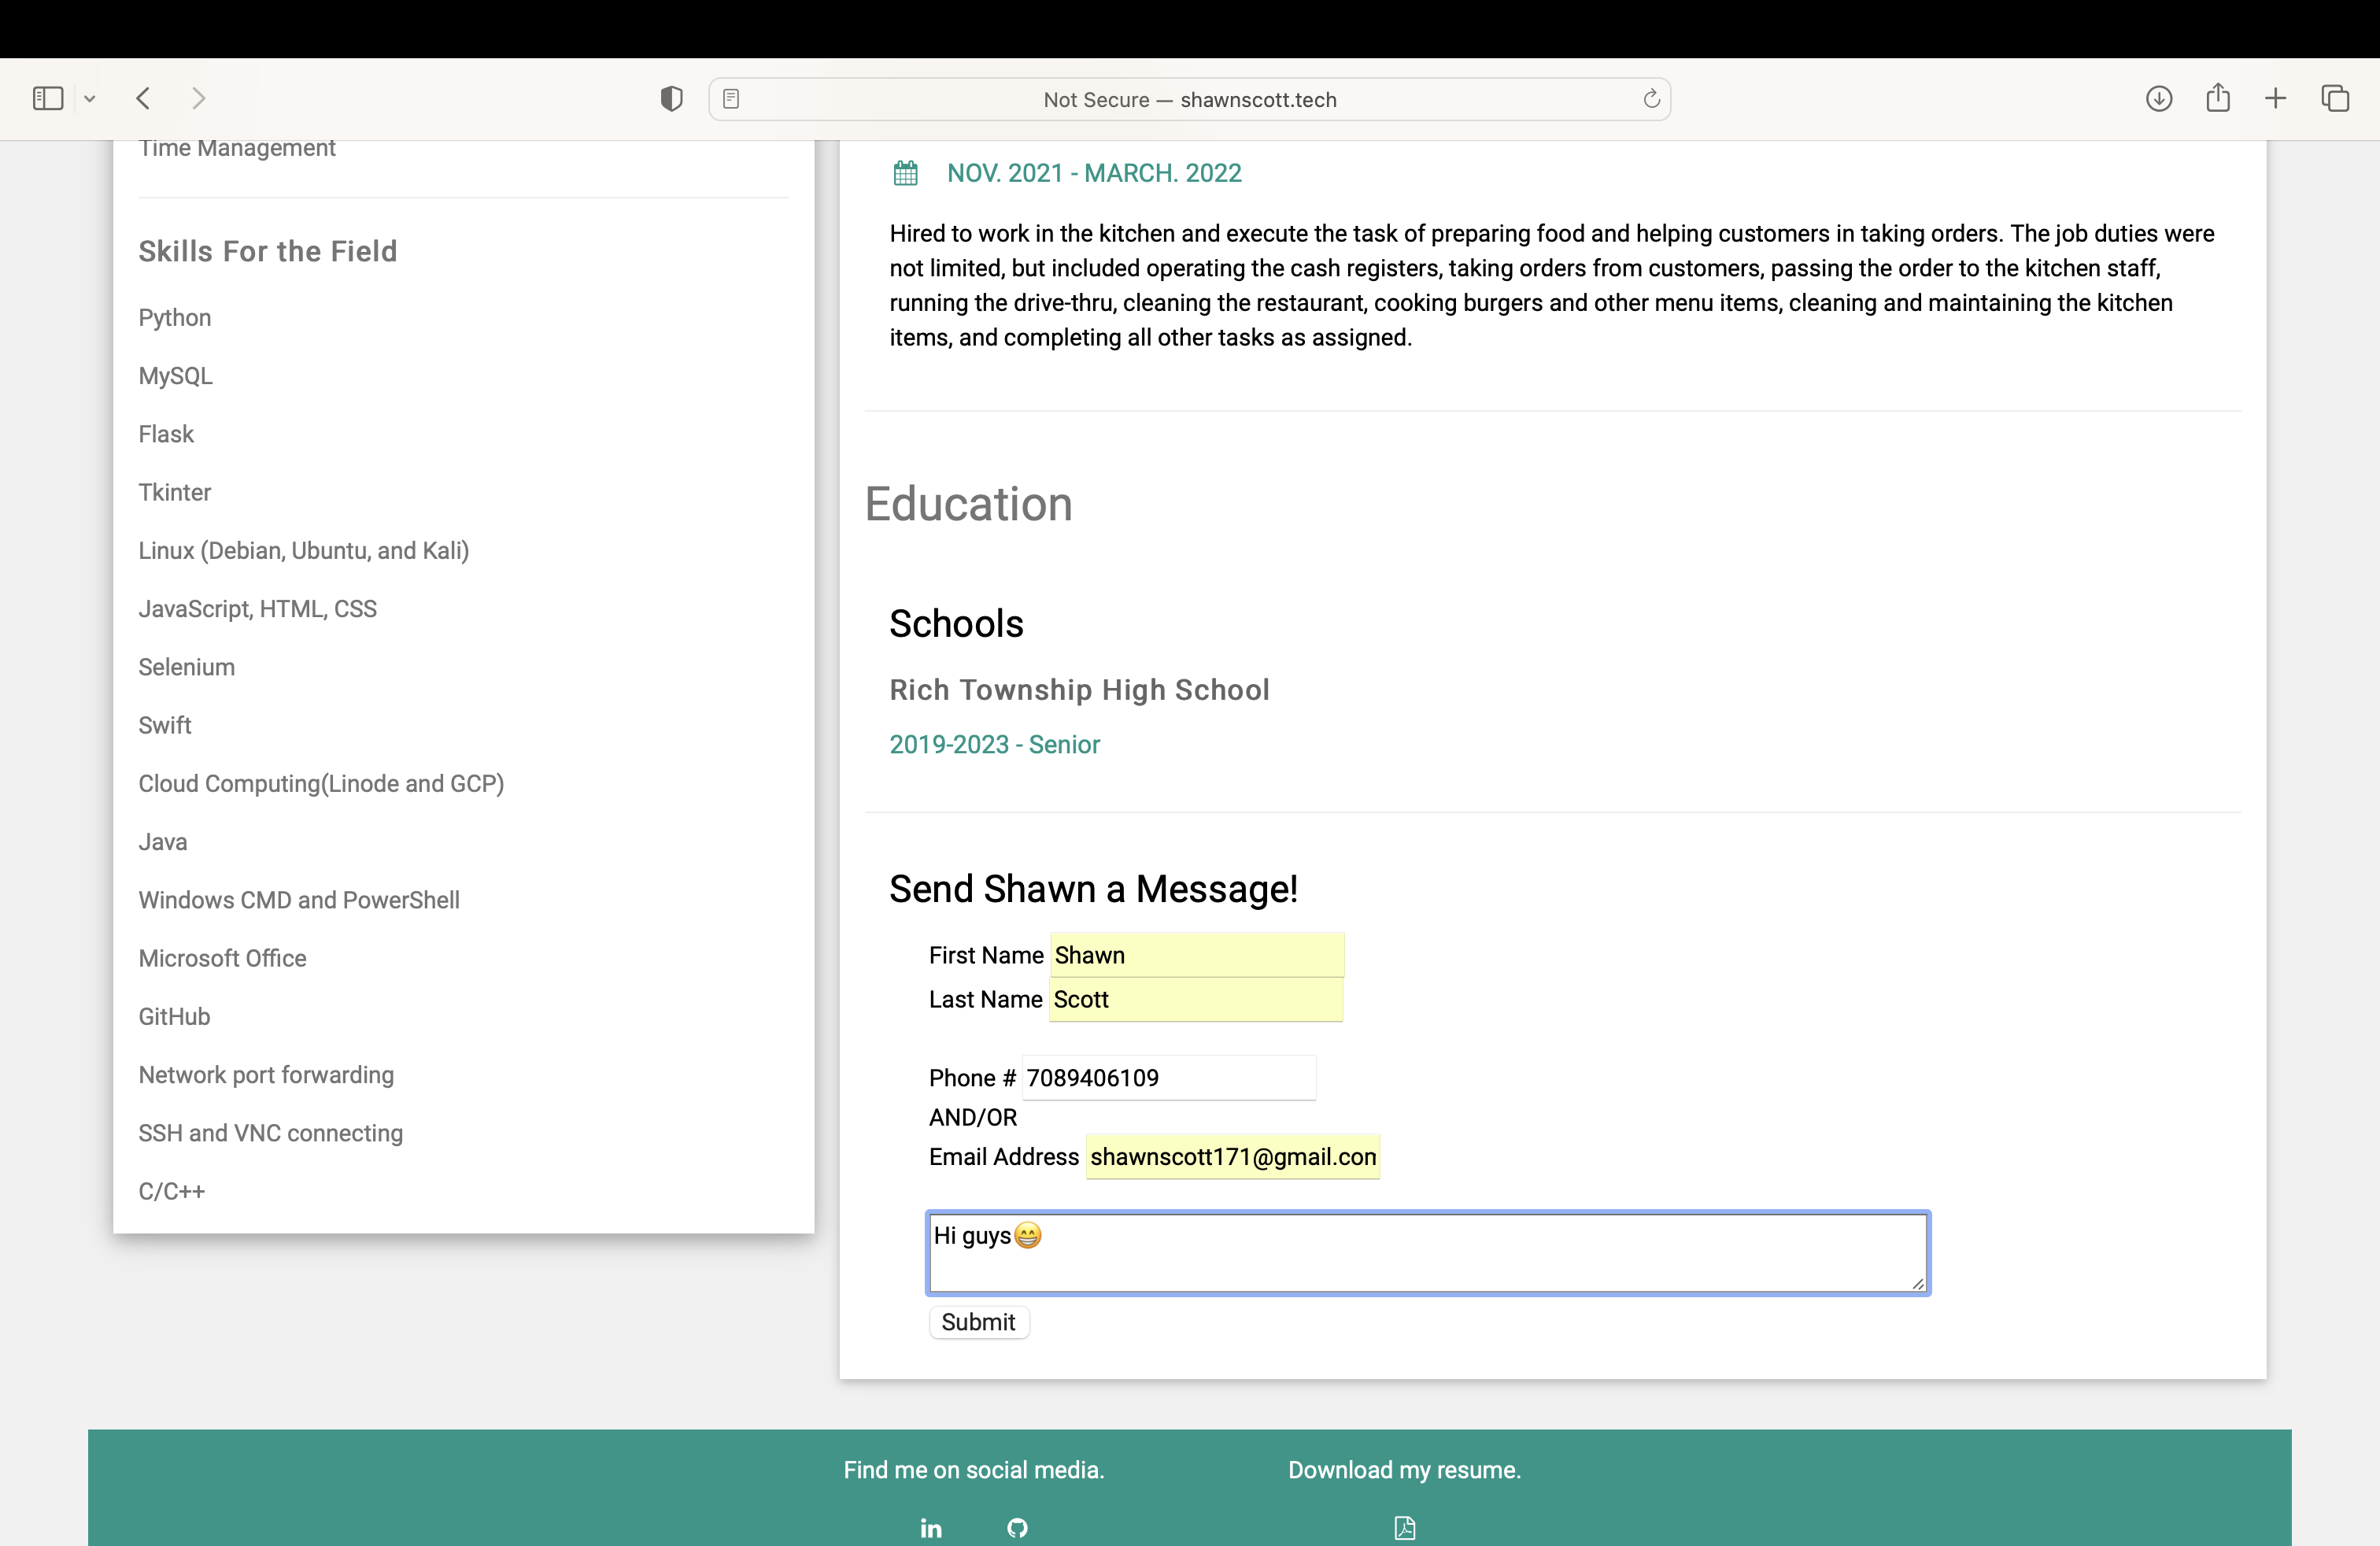 Not Secure — shawnscott.tech
Time Management
Skills For the Field
Python
MySQL
Flask
Tkinter
Linux (Debian, Ubuntu, and Kali)
JavaScript, HTML, CSS
Selenium
Swift
Cloud Computing(Linode and GCP)
Java
Windows CMD and PowerShell
Microsoft Office
GitHub
Network port forwarding
SSH and VNC connecting
C/C++
NOV. 2021 - MARCH. 2022
Hired to work in the kitchen and execute the task of preparing food and helping customers in taking orders. The job duties were
not limited, but included operating the cash registers, taking orders from customers, passing the order to the kitchen staff,
running the drive-thru, cleaning the restaurant, cooking burgers and other menu items, cleaning and maintaining the kitchen
items, and completing all other tasks as assigned.
Education
Schools
Rich Township High School
2019-2023 - Senior
Send Shawn a Message!
First Name Shawn
Last Name Scott
Phone # 7089406109
AND/OR
Email Address shawnscott171@gmail.con
Hi guys😁
Submit
Find me on social media.
Download my resume.
in